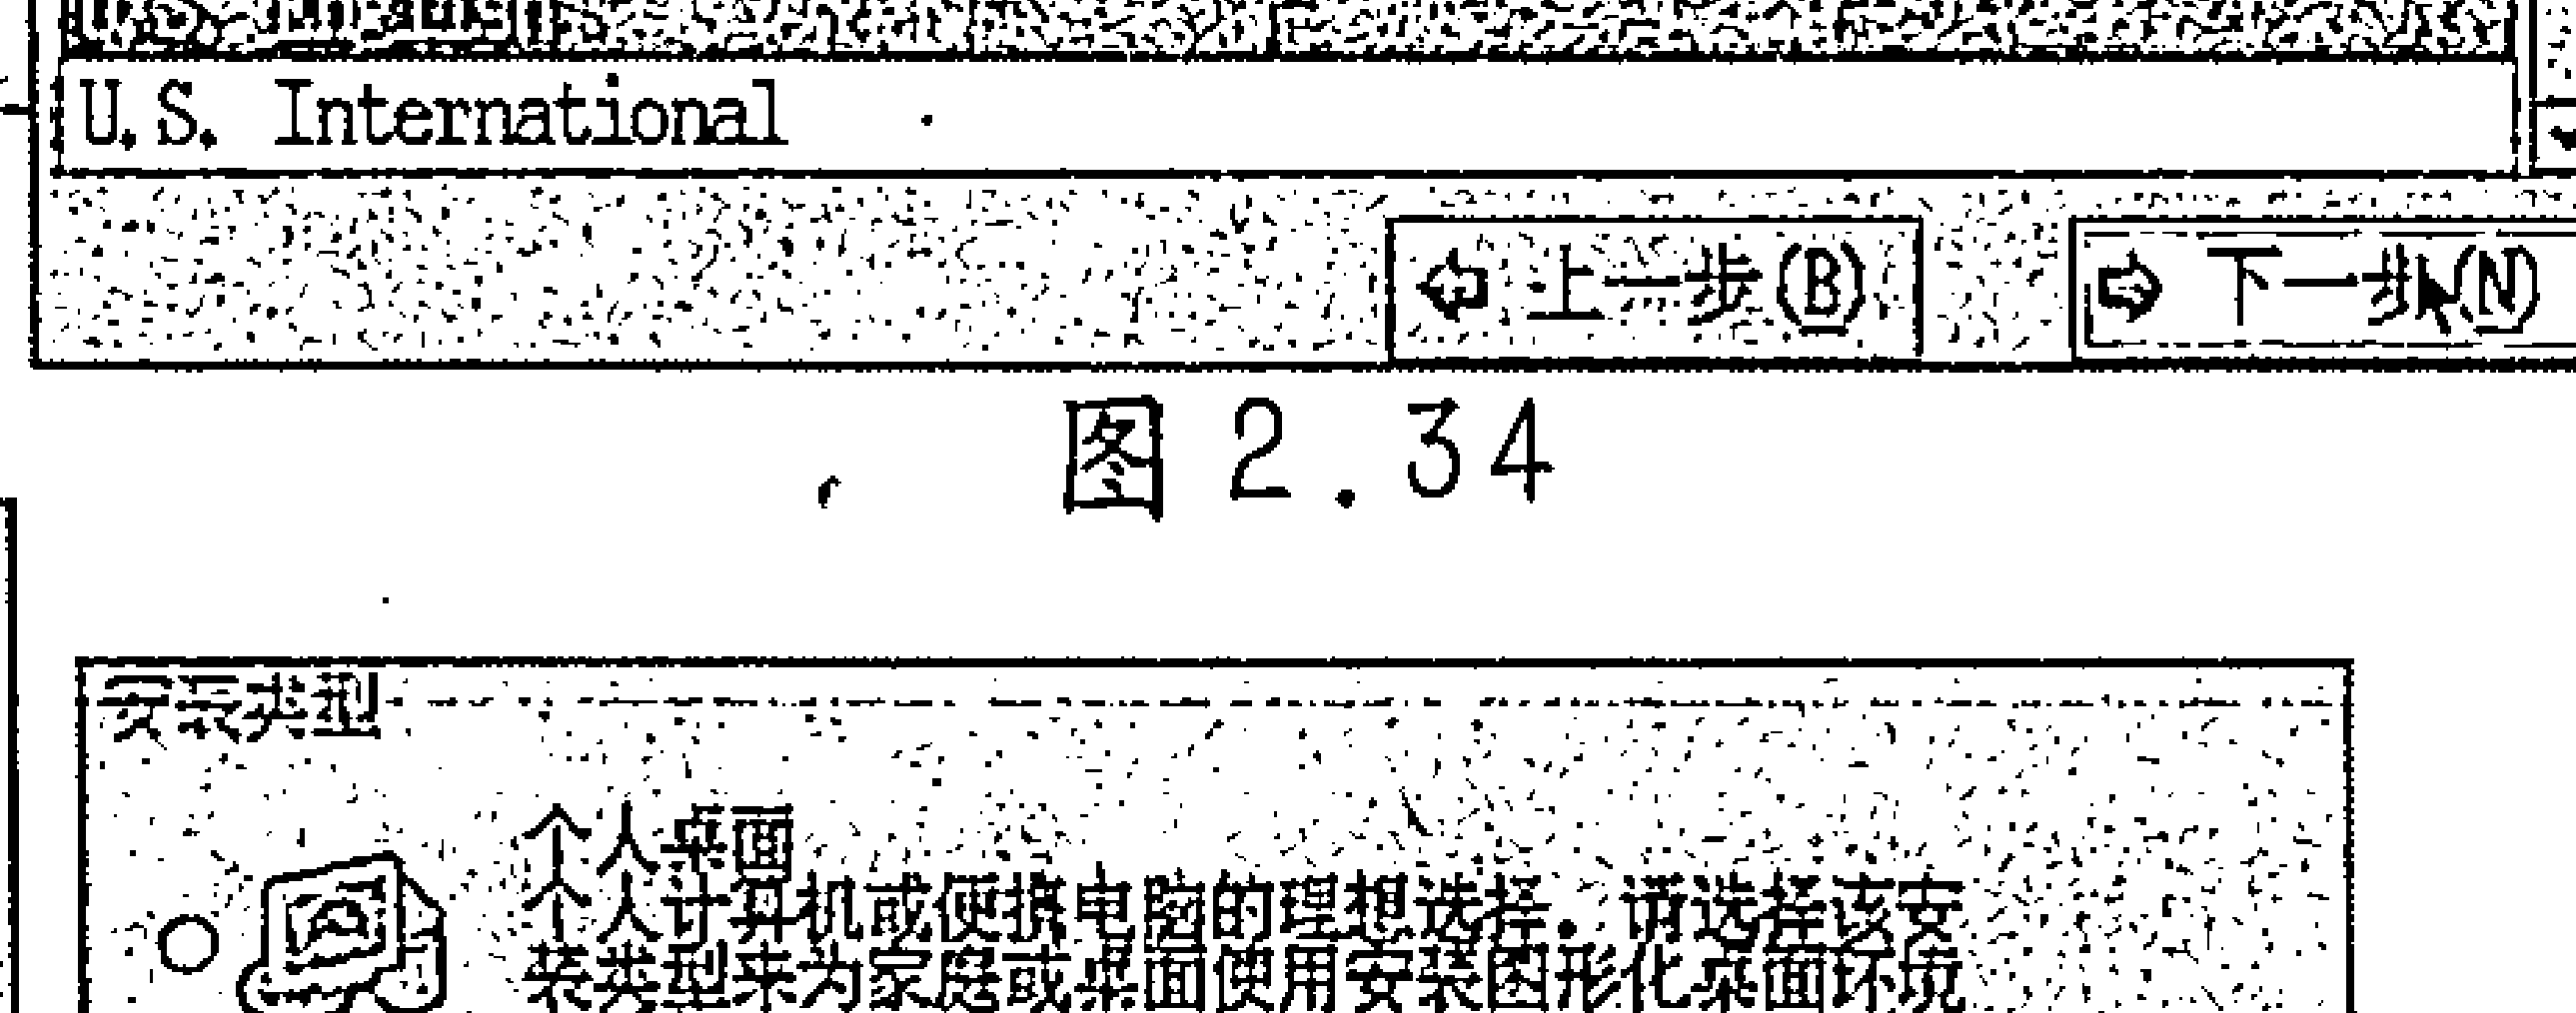 U.S. English
U.S. International
上一步(B)
下一步(N)
图 2.34
安装类型
个人桌面
个人计算机或便携电脑的理想选择。请选择该安
装类型来为家庭或桌面使用安装图形化桌面环境